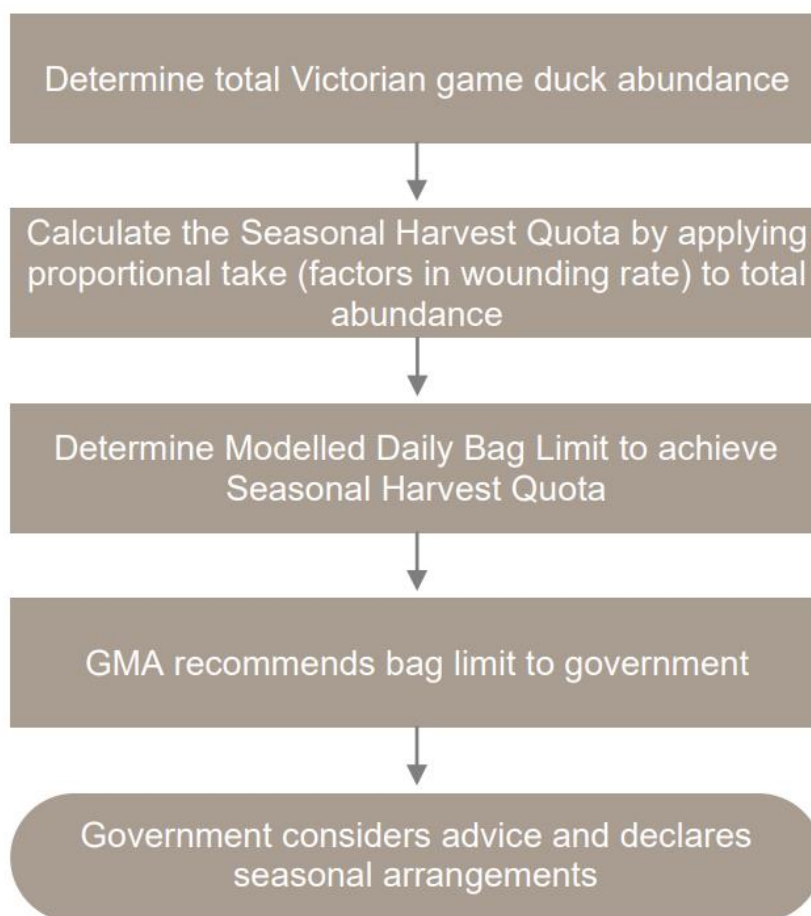 Determine total Victorian game duck abundance
Calculate the Seasonal Harvest Quota by applying
proportional take (factors in wounding rate) to total
abundance
Determine Modelled Daily Bag Limit to achieve
Seasonal Harvest Quota
GMA recommends bag limit to government
Government considers advice and declares
seasonal arrangements